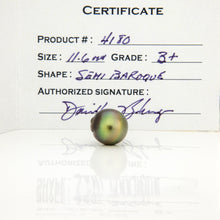 CERTIFICATE
PRODUCT #: 4180
SIZE: 11.6mm GRADE: B+
SHAPE: SEMI BAROQUE
AUTHORIZED SIGNATURE: